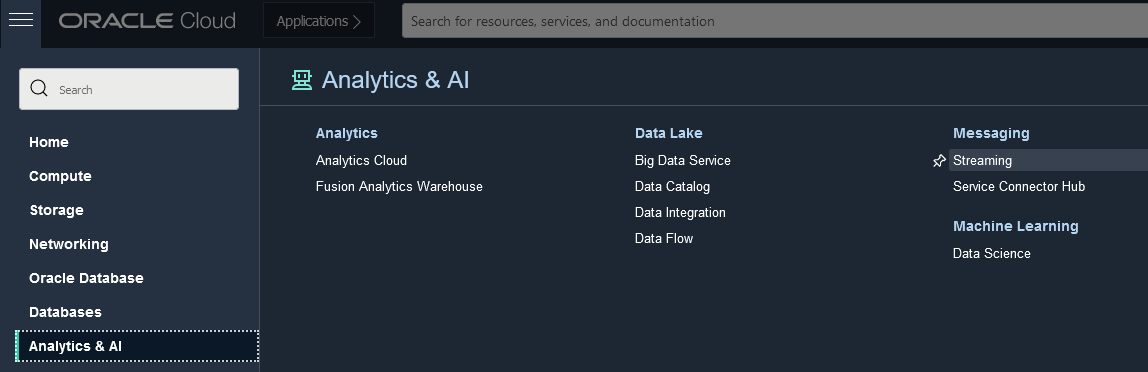 ORACLE Cloud
Applications
Search for resources, services, and documentation
Search
Home
Compute
Storage
Networking
Oracle Database
Databases
Analytics & AI
Analytics & AI
Analytics
Analytics Cloud
Fusion Analytics Warehouse
Data Lake
Big Data Service
Data Catalog
Data Integration
Data Flow
Messaging
Streaming
Service Connector Hub
Machine Learning
Data Science